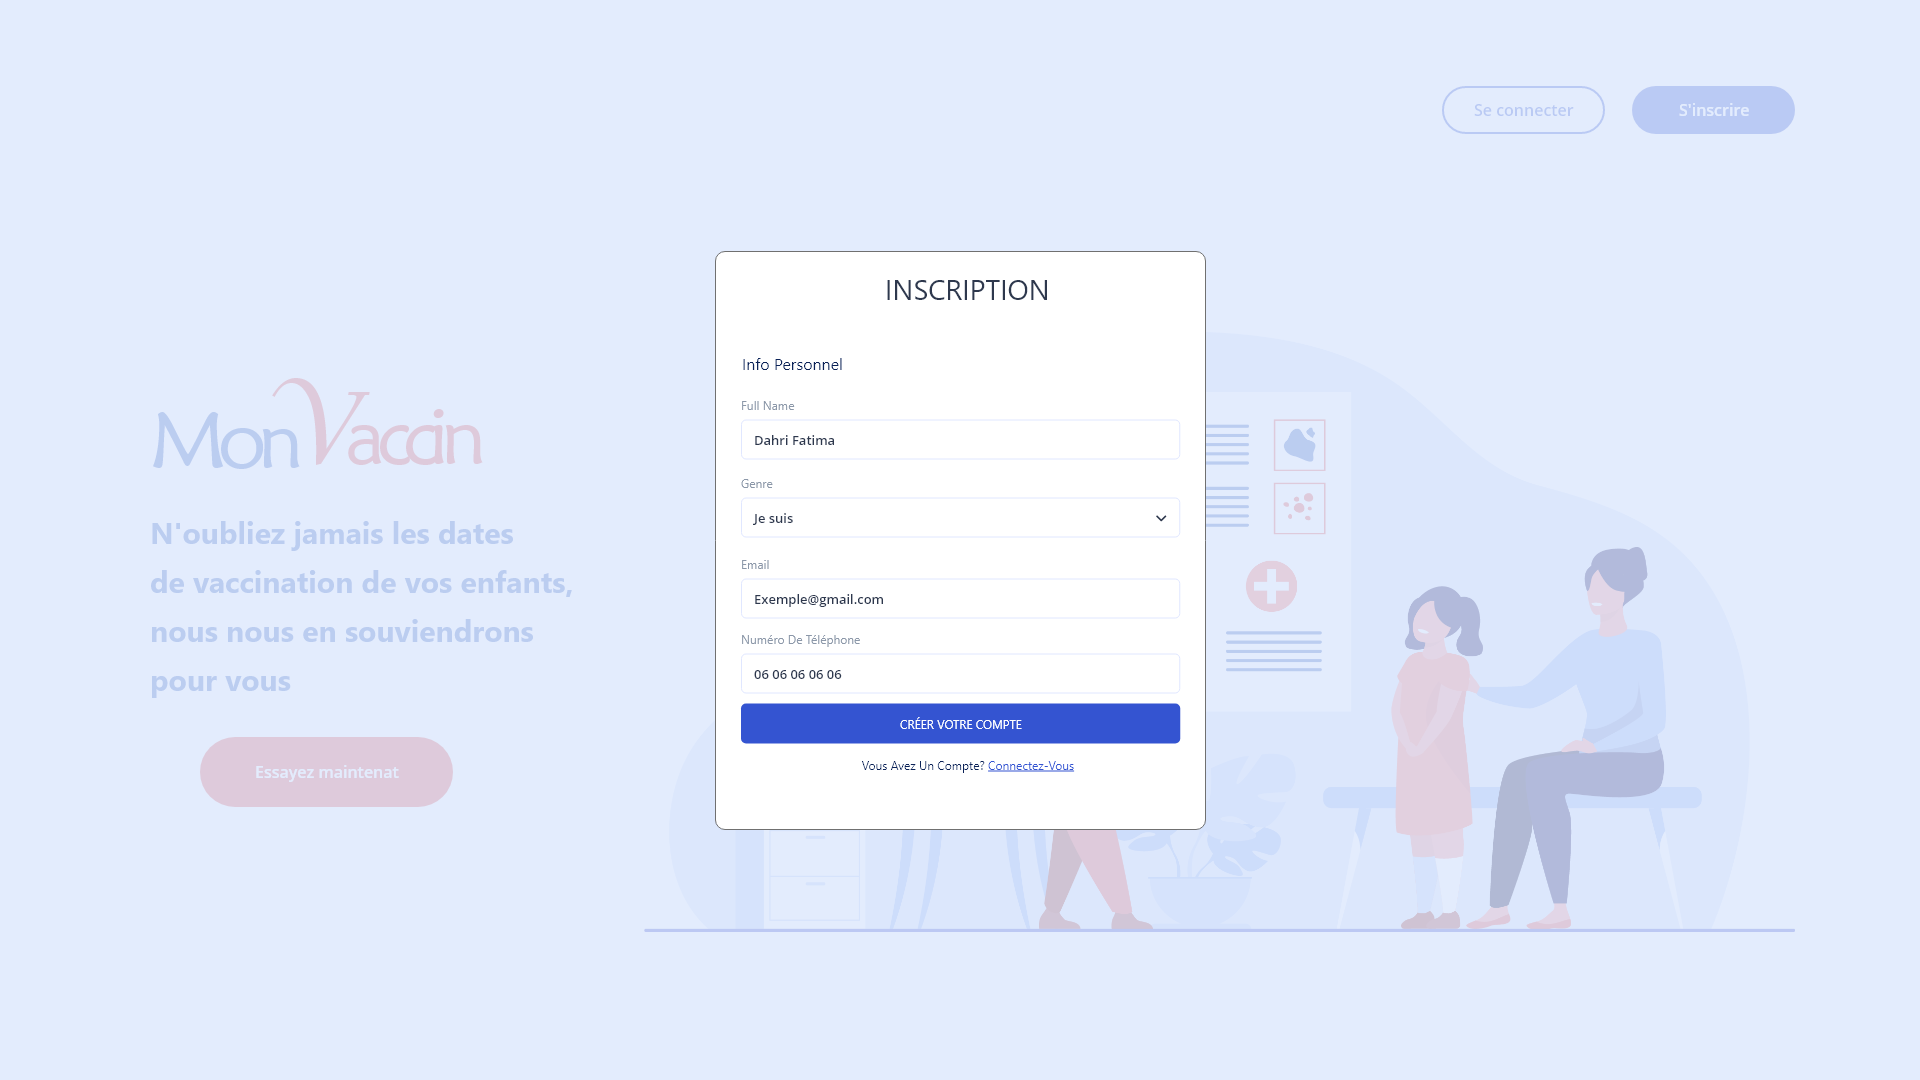 Se connecter
S'inscrire
MonVaccin
N'oubliez jamais les dates
de vaccination de vos enfants,
nous nous en souviendrons
pour vous
Essayez maintenat
INSCRIPTION
Info Personnel
Full Name
Dahri Fatima
Genre
Je suis
Email
Exemple@gmail.com
Numéro De Téléphone
06 06 06 06 06
CRÉER VOTRE COMPTE
Vous Avez Un Compte? Connectez-Vous